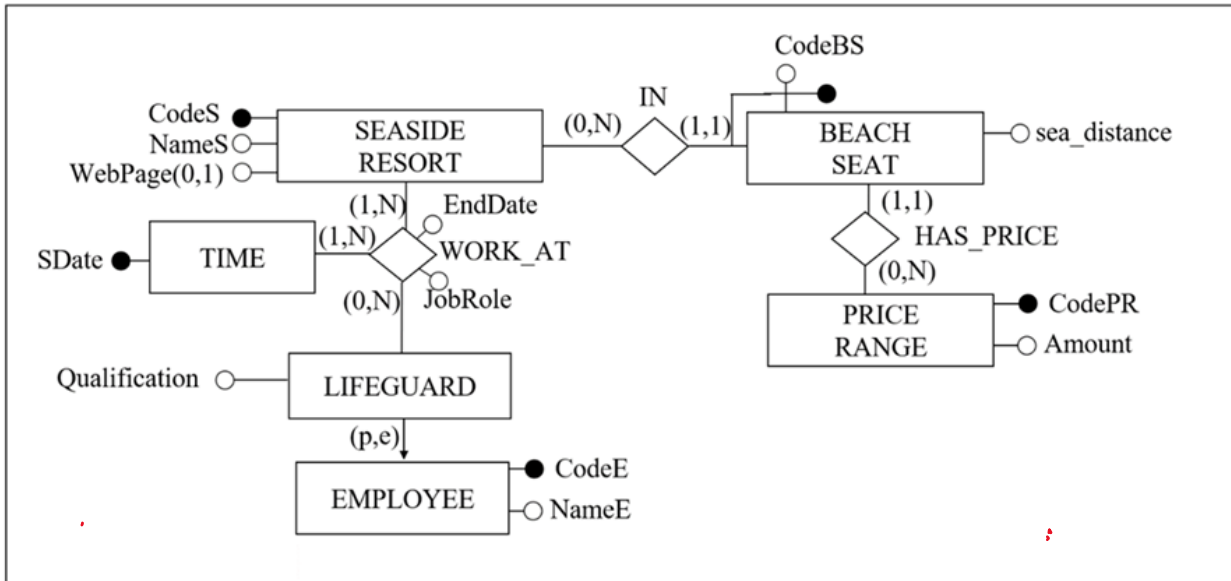 CodeBS
IN
CodeS
NameS
WebPage(0,1)
SEASIDE
RESORT
(0,N)
(1,1)
BEACH
SEAT
sea_distance
(1,N)
EndDate
(1,1)
SDate
TIME
(1,N)
WORK_AT
HAS_PRICE
(0,N)
JobRole
(0,N)
PRICE
RANGE
CodePR
Amount
Qualification
LIFEGUARD
(p,e)
EMPLOYEE
CodeE
NameE